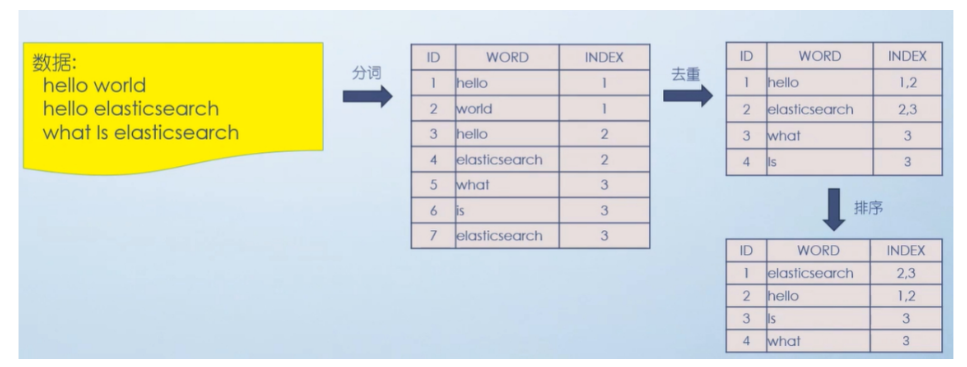 数据:
hello world
hello elasticsearch
what Is elasticsearch
分词
ID WORD INDEX
1 hello 1
2 world 1
3 hello 2
4 elasticsearch 2
5 what 3
6 is 3
7 elasticsearch 3
去重
ID WORD INDEX
1 hello 1,2
2 elasticsearch 2,3
3 what 3
4 Is 3
排序
ID WORD INDEX
1 elasticsearch 2,3
2 hello 1,2
3 Is 3
4 what 3